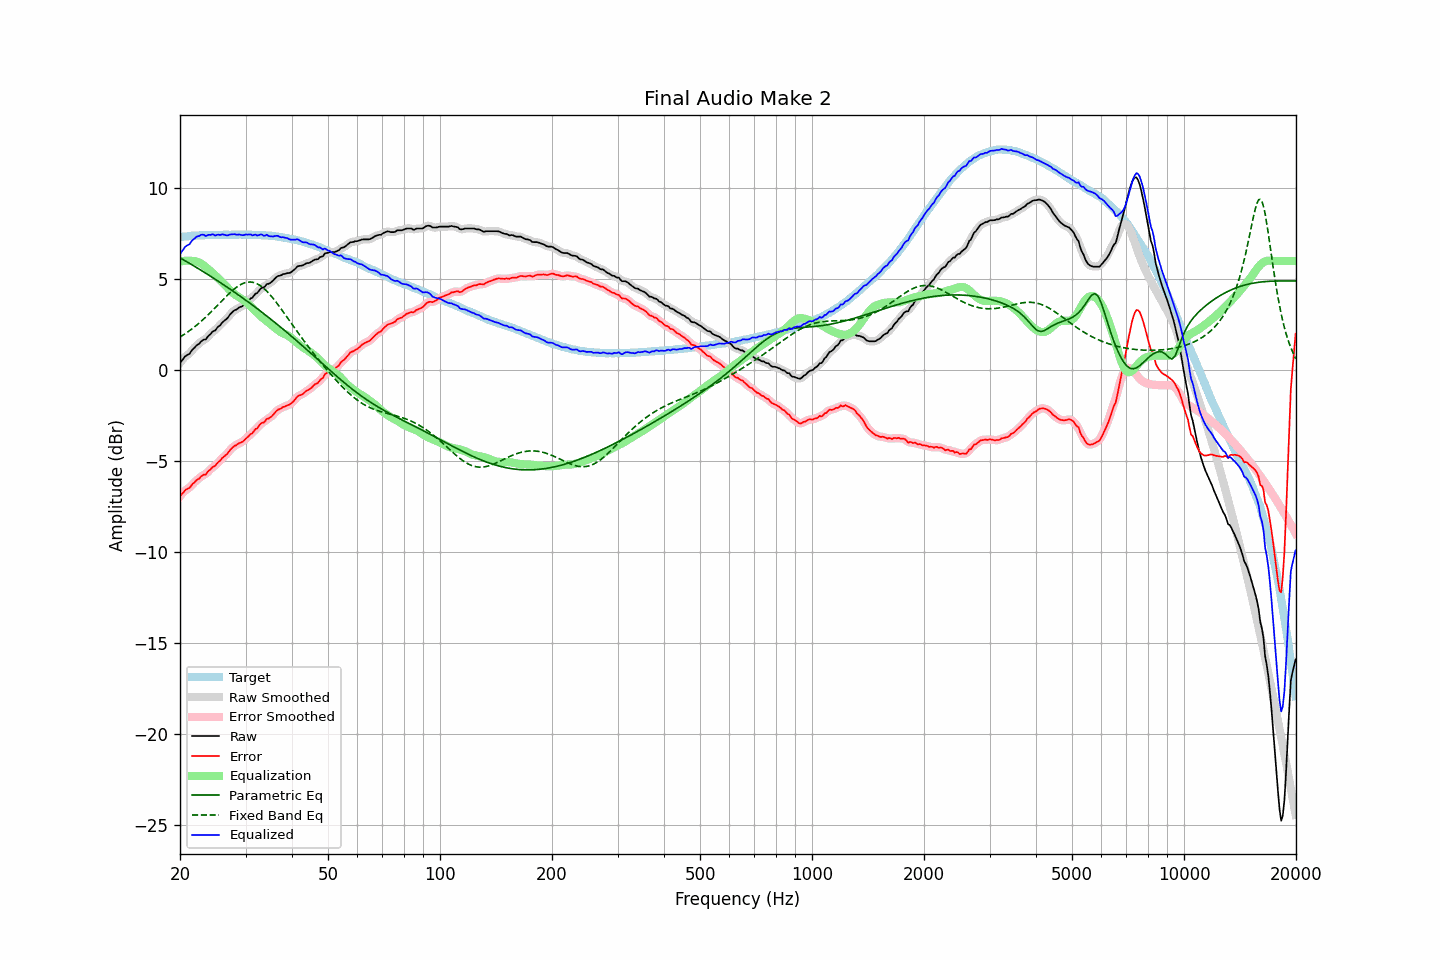 Final Audio Make 2
Amplitude (dBr)
10
5
0
−5
−10
−15
−20
−25
Target
Raw Smoothed
Error Smoothed
Raw
Error
Equalization
Parametric Eq
Fixed Band Eq
Equalized
20 50 100 200 500 1000 2000 5000 10000 20000
Frequency (Hz)